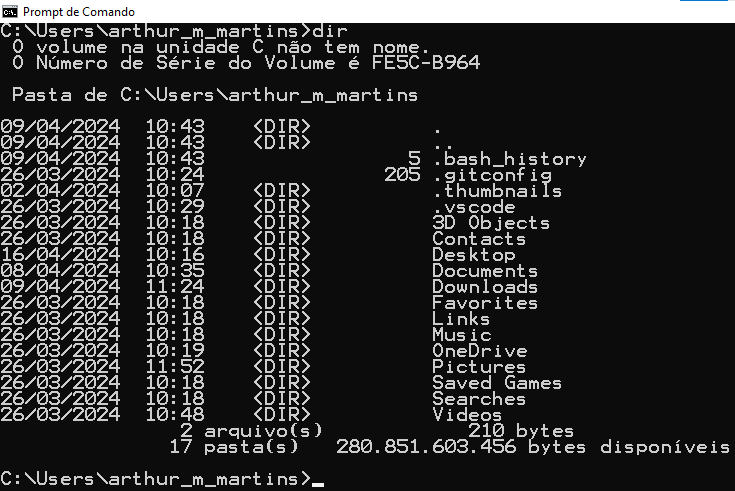 Prompt de Comando
C:\Users\arthur_m_martins>dir
 O volume na unidade C não tem nome.
 O Número de Série do Volume é FE5C-B964

 Pasta de C:\Users\arthur_m_martins

09/04/2024  10:43    <DIR>          .
09/04/2024  10:43    <DIR>          ..
09/04/2024  10:43                 5 .bash_history
26/03/2024  10:24               205 .gitconfig
02/04/2024  10:07    <DIR>          .thumbnails
26/03/2024  10:29    <DIR>          .vscode
26/03/2024  10:18    <DIR>          3D Objects
26/03/2024  10:18    <DIR>          Contacts
16/04/2024  10:16    <DIR>          Desktop
08/04/2024  10:35    <DIR>          Documents
09/04/2024  11:24    <DIR>          Downloads
26/03/2024  10:18    <DIR>          Favorites
26/03/2024  10:18    <DIR>          Links
26/03/2024  10:18    <DIR>          Music
26/03/2024  10:19    <DIR>          OneDrive
26/03/2024  11:52    <DIR>          Pictures
26/03/2024  10:18    <DIR>          Saved Games
26/03/2024  10:18    <DIR>          Searches
26/03/2024  10:48    <DIR>          Videos
               2 arquivo(s)            210 bytes
              17 pasta(s)   280.851.603.456 bytes disponíveis

C:\Users\arthur_m_martins>